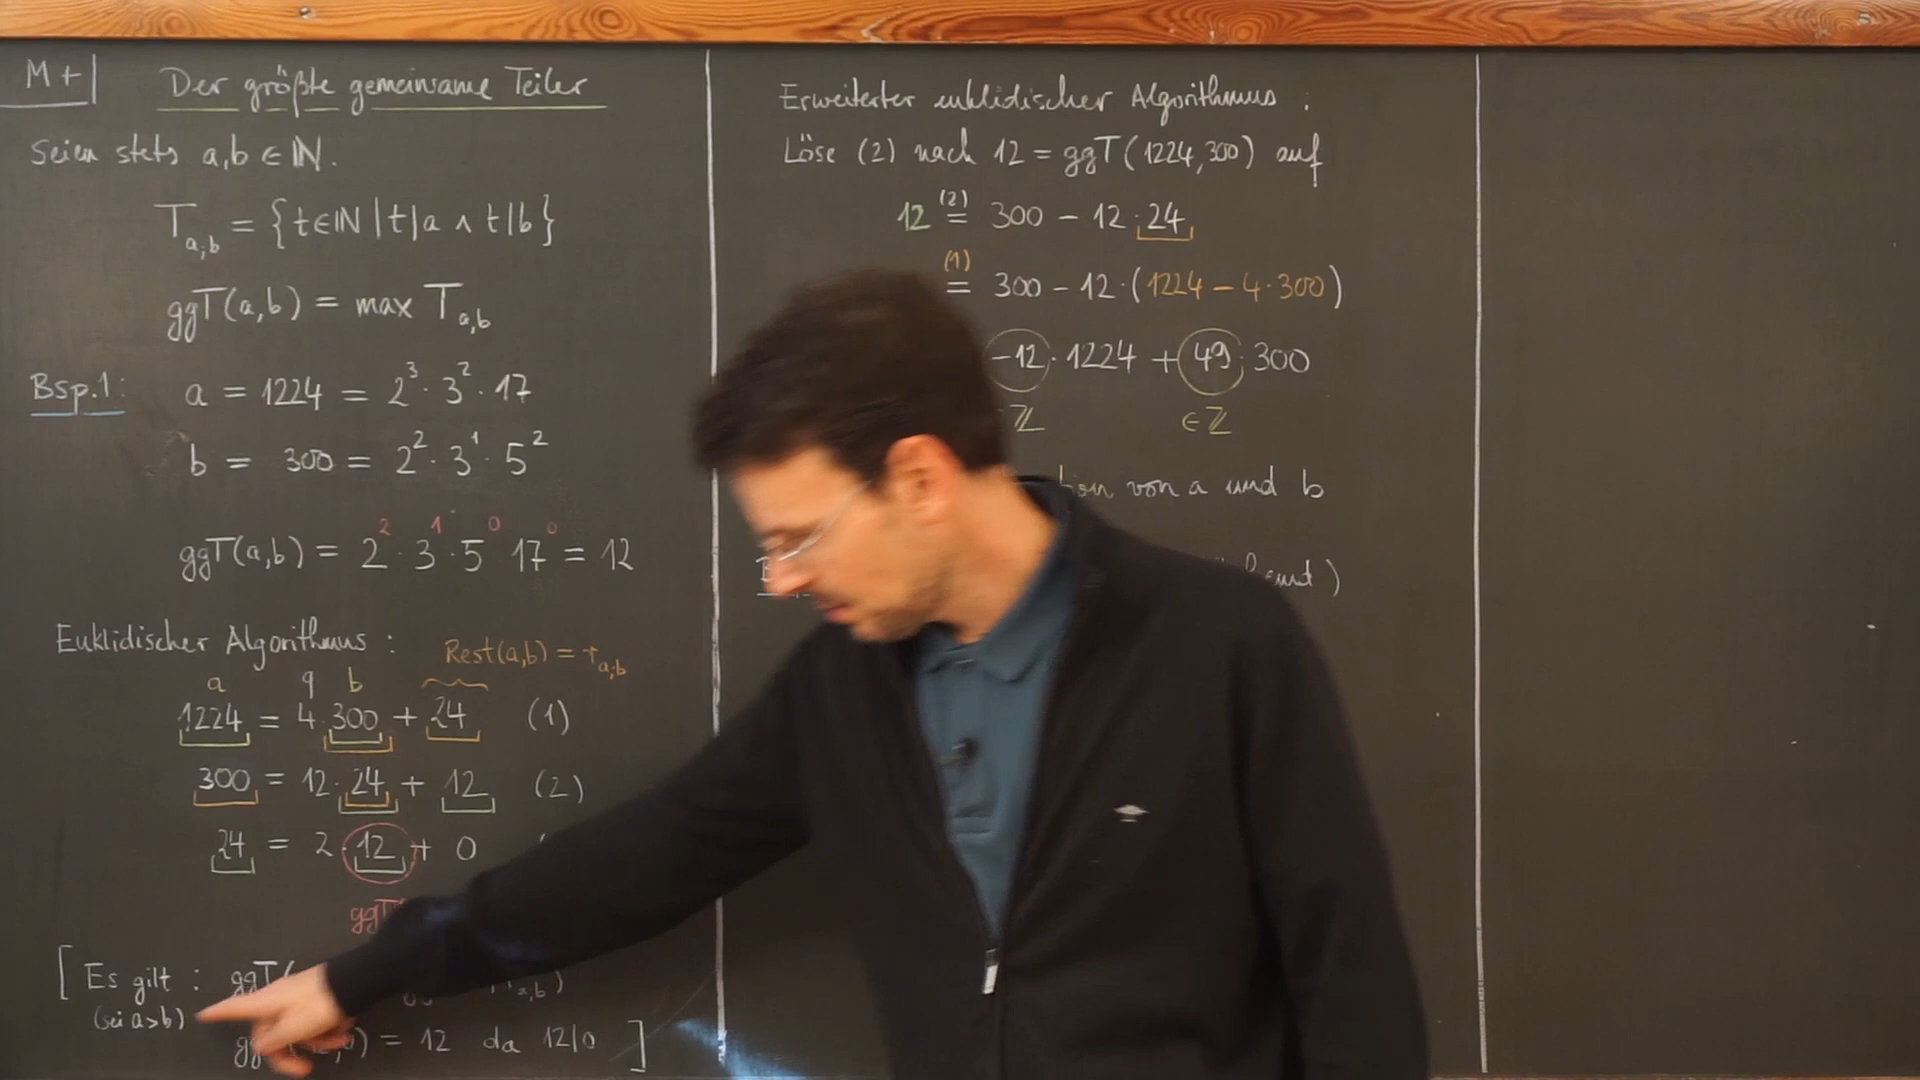 M+
Der größte gemeinsame Teiler
Seien stets a,b ∈ ℕ.
T_{a;b} = {t∈ℕ | t|a ∧ t|b}
ggT(a,b) = max T_{a,b}
Bsp.1: a = 1224 = 2³ · 3² · 17
b = 300 = 2² · 3¹ · 5²
ggT(a,b) = 2² · 3¹ · 5⁰ 17⁰ = 12
Euklidischer Algorithmus :
Rest(a,b) = r_{a;b}
a q b
1224 = 4·300 + 24 (1)
300 = 12·24 + 12 (2)
24 = 2·12 + 0
ggT
[ Es gilt : ggT(
(sei a>b)
) = 12 da 12|0 ]
Erweiterter euklidischer Algorithmus :
Löse (2) nach 12 = ggT(1224,300) auf
12 (2)= 300 − 12·24
(1)= 300 − 12·(1224 − 4·300)
−12·1224 + 49·300
ℤ ∈ℤ
von a und b